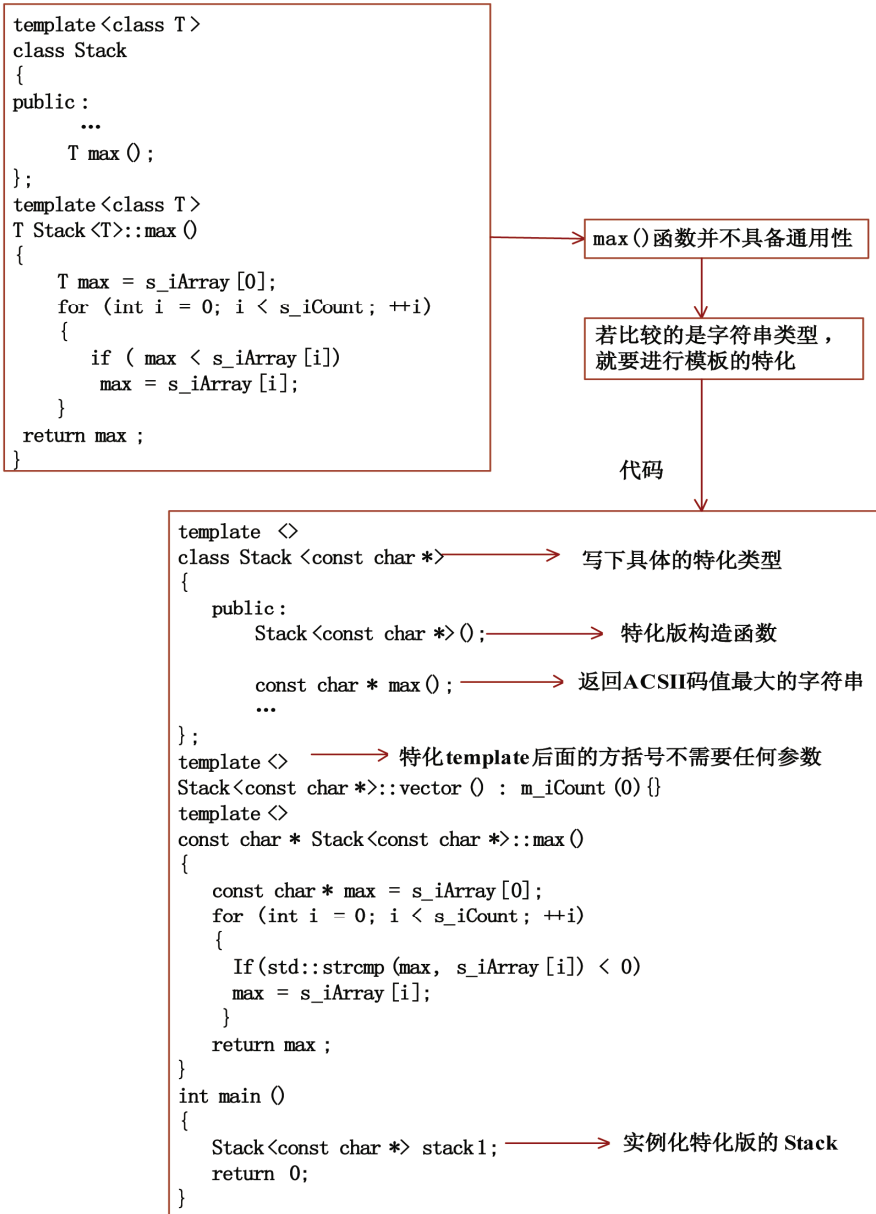 template<class T>
class Stack
{
public:
…
T max();
};
template<class T>
T Stack<T>::max()
{
T max = s_iArray[0];
for (int i = 0; i < s_iCount; ++i)
{
if ( max < s_iArray[i])
max = s_iArray[i];
}
return max;
}
max()函数并不具备通用性
若比较的是字符串类型，
就要进行模板的特化
代码
template <>
class Stack <const char *> 写下具体的特化类型
{
public:
Stack<const char *>(); 特化版构造函数
const char * max(); 返回ACSII码值最大的字符串
…
};
template<> 特化template后面的方括号不需要任何参数
Stack<const char *>::vector() : m_iCount(0){}
template<>
const char * Stack<const char *>::max()
{
const char * max = s_iArray[0];
for (int i = 0; i < s_iCount; ++i)
{
If(std::strcmp(max, s_iArray[i]) < 0)
max = s_iArray[i];
}
return max;
}
int main()
{
Stack<const char *> stack1; 实例化特化版的 Stack
return 0;
}